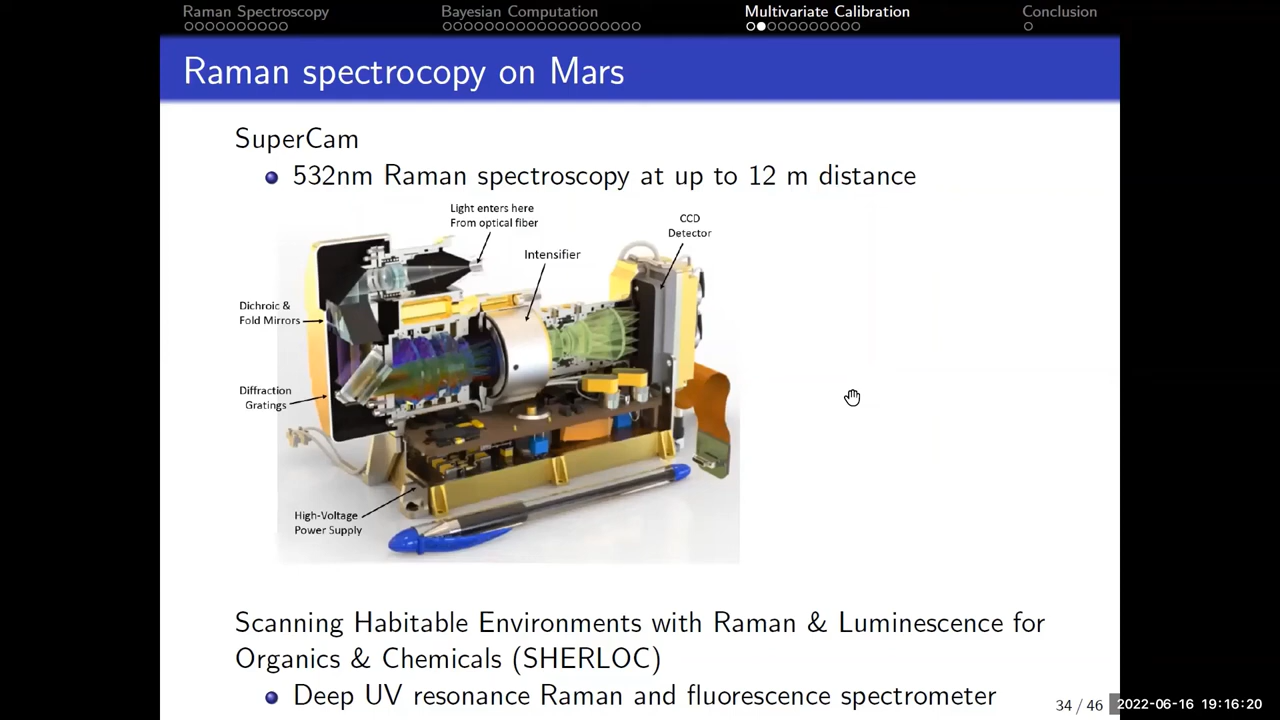 Raman Spectroscopy
Bayesian Computation
Multivariate Calibration
Conclusion
Raman spectrocopy on Mars
SuperCam
532nm Raman spectroscopy at up to 12 m distance
Light enters here
From optical fiber
CCD
Detector
Intensifier
Dichroic &
Fold Mirrors
Diffraction
Gratings
High-Voltage
Power Supply
Scanning Habitable Environments with Raman & Luminescence for
Organics & Chemicals (SHERLOC)
Deep UV resonance Raman and fluorescence spectrometer
34 / 46
2022-06-16 19:16:20